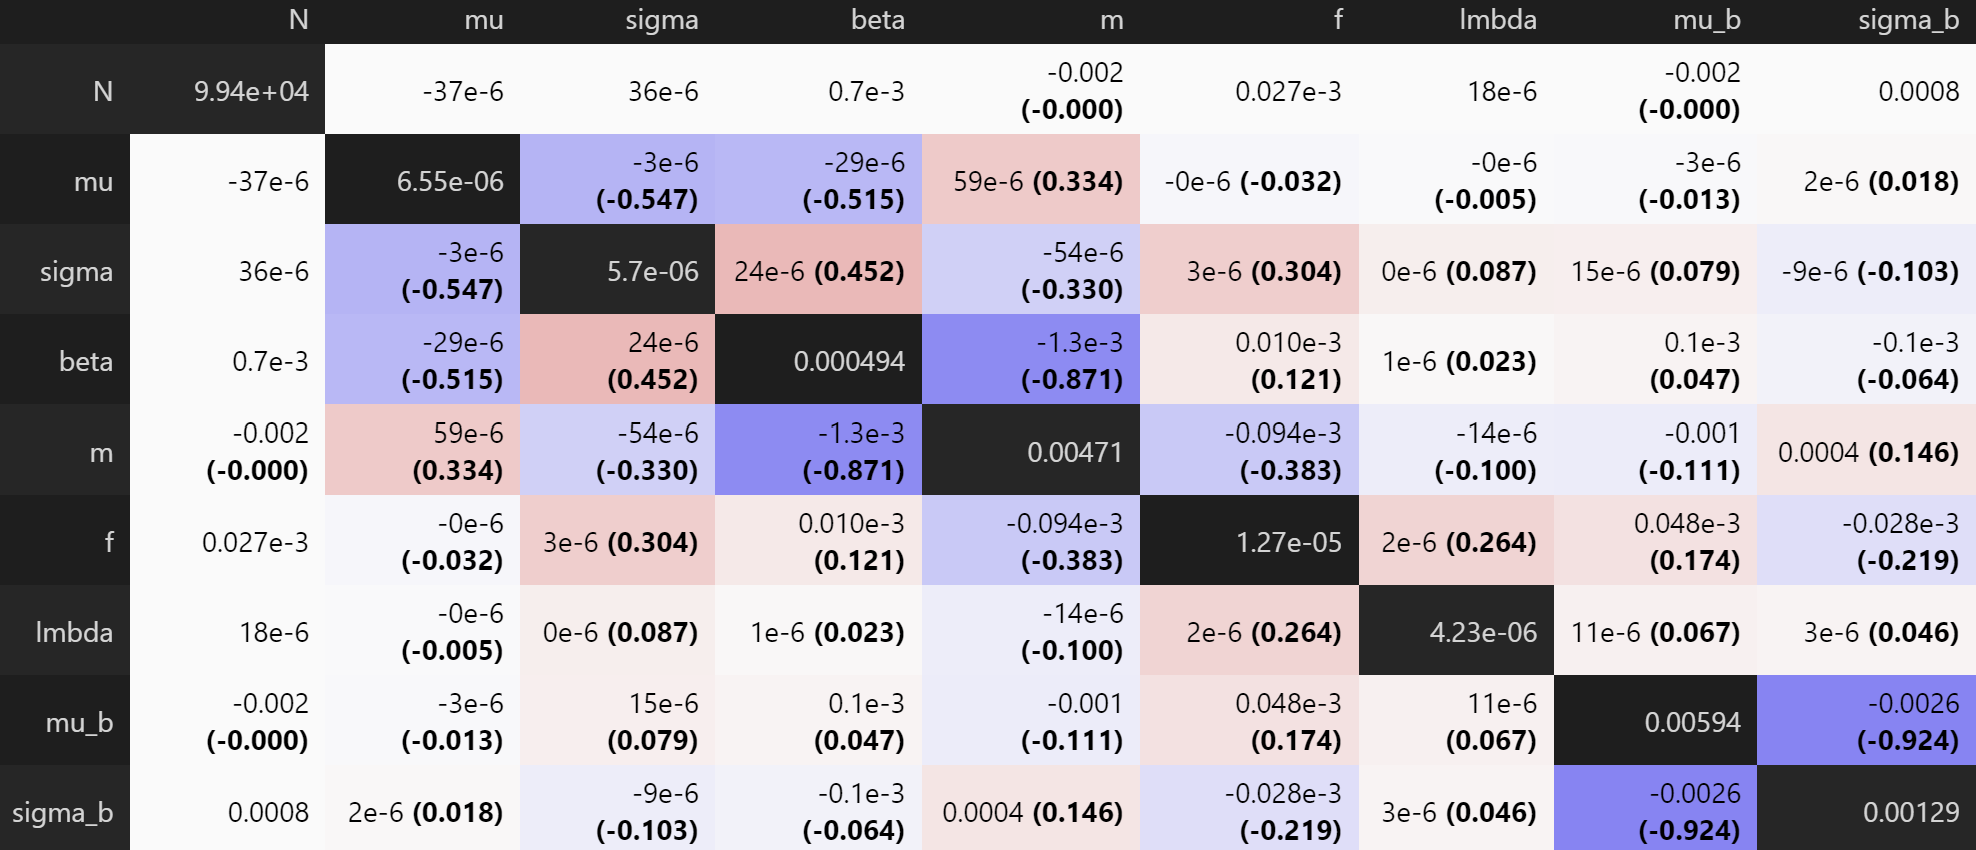 N mu sigma beta m f lmbda mu_b sigma_b
N 9.94e+04 -37e-6 36e-6 0.7e-3 -0.002 (-0.000) 0.027e-3 18e-6 -0.002 (-0.000) 0.0008
mu -37e-6 6.55e-06 -3e-6 (-0.547) -29e-6 (-0.515) 59e-6 (0.334) -0e-6 (-0.032) -0e-6 (-0.005) -3e-6 (-0.013) 2e-6 (0.018)
sigma 36e-6 -3e-6 (-0.547) 5.7e-06 24e-6 (0.452) -54e-6 (-0.330) 3e-6 (0.304) 0e-6 (0.087) 15e-6 (0.079) -9e-6 (-0.103)
beta 0.7e-3 -29e-6 (-0.515) 24e-6 (0.452) 0.000494 -1.3e-3 (-0.871) 0.010e-3 (0.121) 1e-6 (0.023) 0.1e-3 (0.047) -0.1e-3 (-0.064)
m -0.002 (-0.000) 59e-6 (0.334) -54e-6 (-0.330) -1.3e-3 (-0.871) 0.00471 -0.094e-3 (-0.383) -14e-6 (-0.100) -0.001 (-0.111) 0.0004 (0.146)
f 0.027e-3 -0e-6 (-0.032) 3e-6 (0.304) 0.010e-3 (0.121) -0.094e-3 (-0.383) 1.27e-05 2e-6 (0.264) 0.048e-3 (0.174) -0.028e-3 (-0.219)
lmbda 18e-6 -0e-6 (-0.005) 0e-6 (0.087) 1e-6 (0.023) -14e-6 (-0.100) 2e-6 (0.264) 4.23e-06 11e-6 (0.067) 3e-6 (0.046)
mu_b -0.002 (-0.000) -3e-6 (-0.013) 15e-6 (0.079) 0.1e-3 (0.047) -0.001 (-0.111) 0.048e-3 (0.174) 11e-6 (0.067) 0.00594 -0.0026 (-0.924)
sigma_b 0.0008 2e-6 (0.018) -9e-6 (-0.103) -0.1e-3 (-0.064) 0.0004 (0.146) -0.028e-3 (-0.219) 3e-6 (0.046) -0.0026 (-0.924) 0.00129